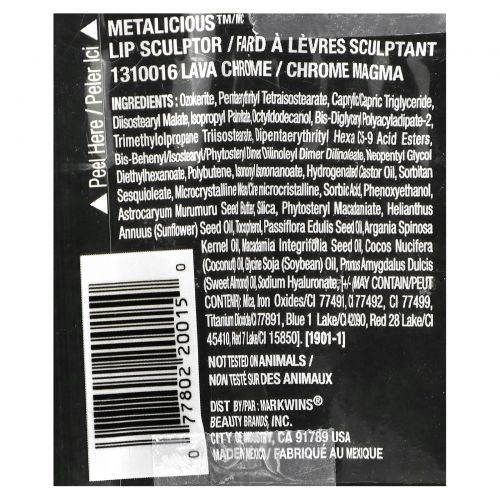 Peel Here / Peler Ici
METALICIOUS™/MC
LIP SCULPTOR / FARD À LÈVRES SCULPTANT
1310016 LAVA CHROME / CHROME MAGMA
INGREDIENTS: Ozokerite, Pentaerythrityl Tetraisostearate, Caprylic/Capric Triglyceride,
Diisostearyl Malate, Isopropyl Palmitate, Octyldodecanol, Bis-Diglyceryl Polyacyladipate-2,
Trimethylolpropane Triisostearate, Dipentaerythrityl Hexa C5-9 Acid Esters,
Bis-Behenyl/Isostearyl/Phytosteryl Dimer Dilinoleyl Dimer Dilinoleate, Neopentyl Glycol
Diethylhexanoate, Polybutene, Isononyl Isononanoate, Hydrogenated Castor Oil, Sorbitan
Sesquioleate, Microcrystalline Wax/Cire microcristalline, Sorbic Acid, Phenoxyethanol,
Astrocaryum Murumuru Seed Butter, Silica, Phytosteryl Macadamiate, Helianthus
Annuus (Sunflower) Seed Oil, Tocopherol, Passiflora Edulis Seed Oil, Argania Spinosa
Kernel Oil, Macadamia Integrifolia Seed Oil, Cocos Nucifera
(Coconut) Oil, Glycine Soja (Soybean) Oil, Prunus Amygdalus Dulcis
(Sweet Almond) Oil, Sodium Hyaluronate, [+/- MAY CONTAIN/PEUT
CONTENIR: Mica, Iron Oxides/CI 77491, CI 77492, CI 77499,
Titanium Dioxide/CI 77891, Blue 1 Lake/CI 42090, Red 28 Lake/CI
45410, Red 7 Lake/CI 15850]. [1901-1]
NOT TESTED ON ANIMALS /
NON TESTÉ SUR DES ANIMAUX
DIST BY/PAR: MARKWINS®
BEAUTY BRANDS, INC.
CITY OF INDUSTRY, CA 91789 USA
MADE IN MEXICO / FABRIQUÉ AU MEXIQUE
0 77802 20015 0